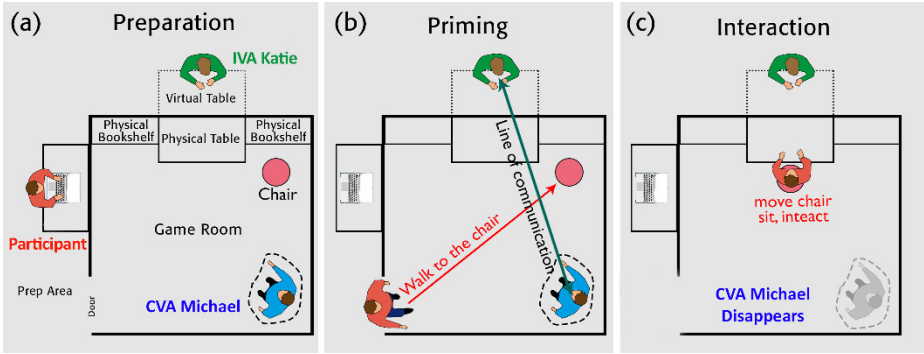 (a) Preparation
IVA Katie
Virtual Table
Physical
Bookshelf
Physical Table
Physical
Bookshelf
Chair
Participant
Game Room
Prep Area
Door
CVA Michael
(b) Priming
Line of communication
Walk to the chair
(c) Interaction
move chair
sit, inteact
CVA Michael
Disappears